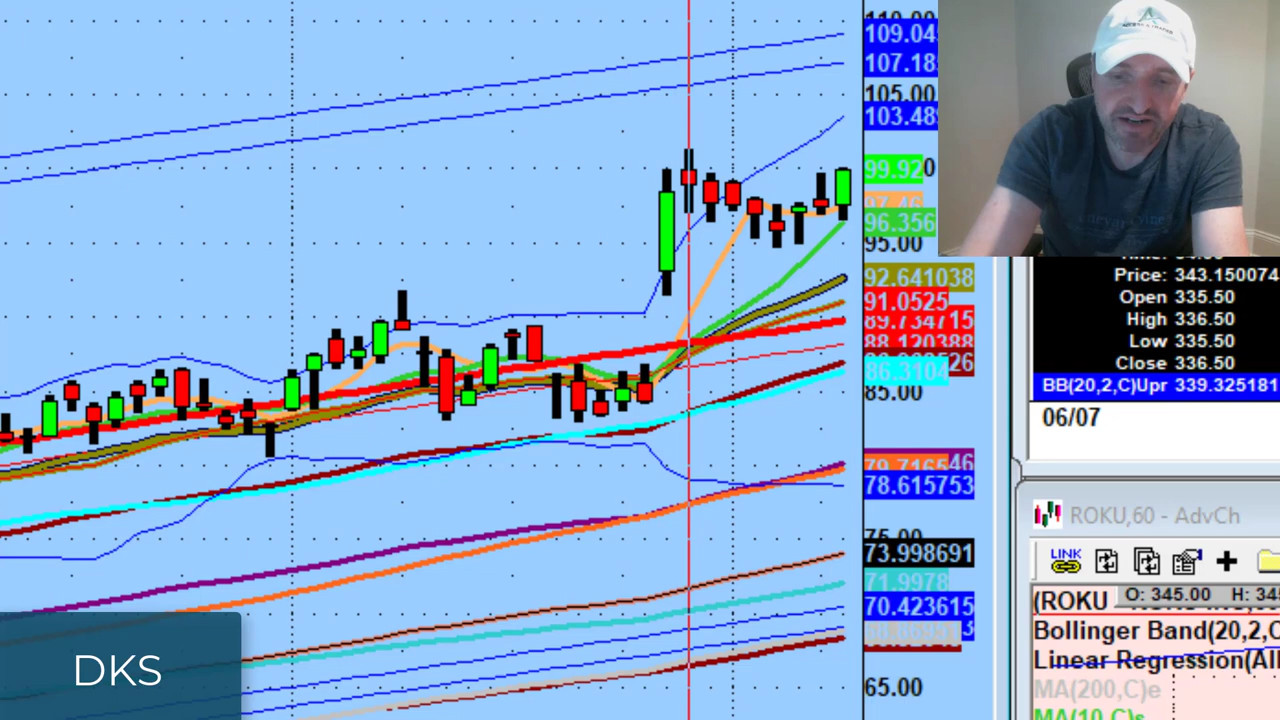 109.04
107.18
105.00
103.48
99.92
97.46
96.356
95.00
92.641038
91.0525
89.734715
88.120388
86.3104
85.00
78.615753
73.998691
71.9978
70.423615
65.00
DKS
Price: 343.150074
Open 335.50
High 336.50
Low 335.50
Close 336.50
BB(20,2,C)Upr 339.325181
06/07
ROKU,60 - AdvCh
LINK
(ROKU
O: 345.00 H: 345
Bollinger Band(20,2,C
Linear Regression(All
MA(200,C)e
MA(10,C)s